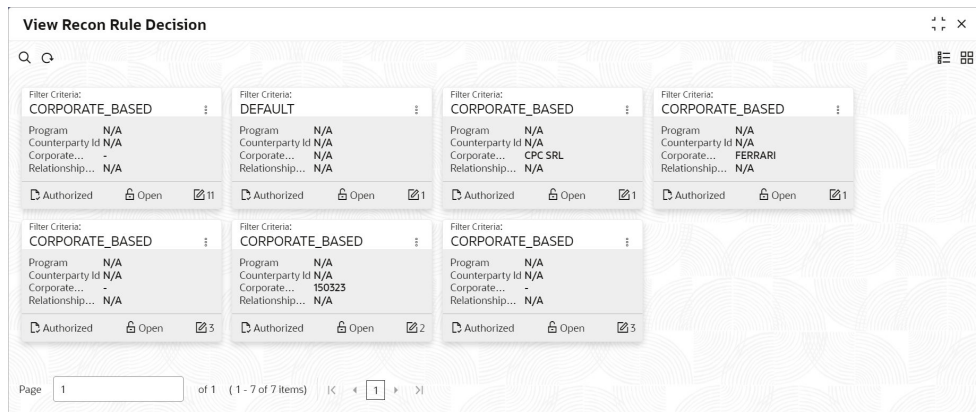 View Recon Rule Decision
Filter Criteria:
CORPORATE_BASED
Program N/A
Counterparty Id N/A
Corporate... -
Relationship... N/A
Authorized Open 11
Filter Criteria:
DEFAULT
Program N/A
Counterparty Id N/A
Corporate... N/A
Relationship... N/A
Authorized Open 1
Filter Criteria:
CORPORATE_BASED
Program N/A
Counterparty Id N/A
Corporate... CPC SRL
Relationship... N/A
Authorized Open 1
Filter Criteria:
CORPORATE_BASED
Program N/A
Counterparty Id N/A
Corporate... FERRARI
Relationship... N/A
Authorized Open 1
Filter Criteria:
CORPORATE_BASED
Program N/A
Counterparty Id N/A
Corporate... -
Relationship... N/A
Authorized Open 3
Filter Criteria:
CORPORATE_BASED
Program N/A
Counterparty Id N/A
Corporate... 150323
Relationship... N/A
Authorized Open 2
Filter Criteria:
CORPORATE_BASED
Program N/A
Counterparty Id N/A
Corporate... -
Relationship... N/A
Authorized Open 3
Page 1 of 1 ( 1 - 7 of 7 items) 1